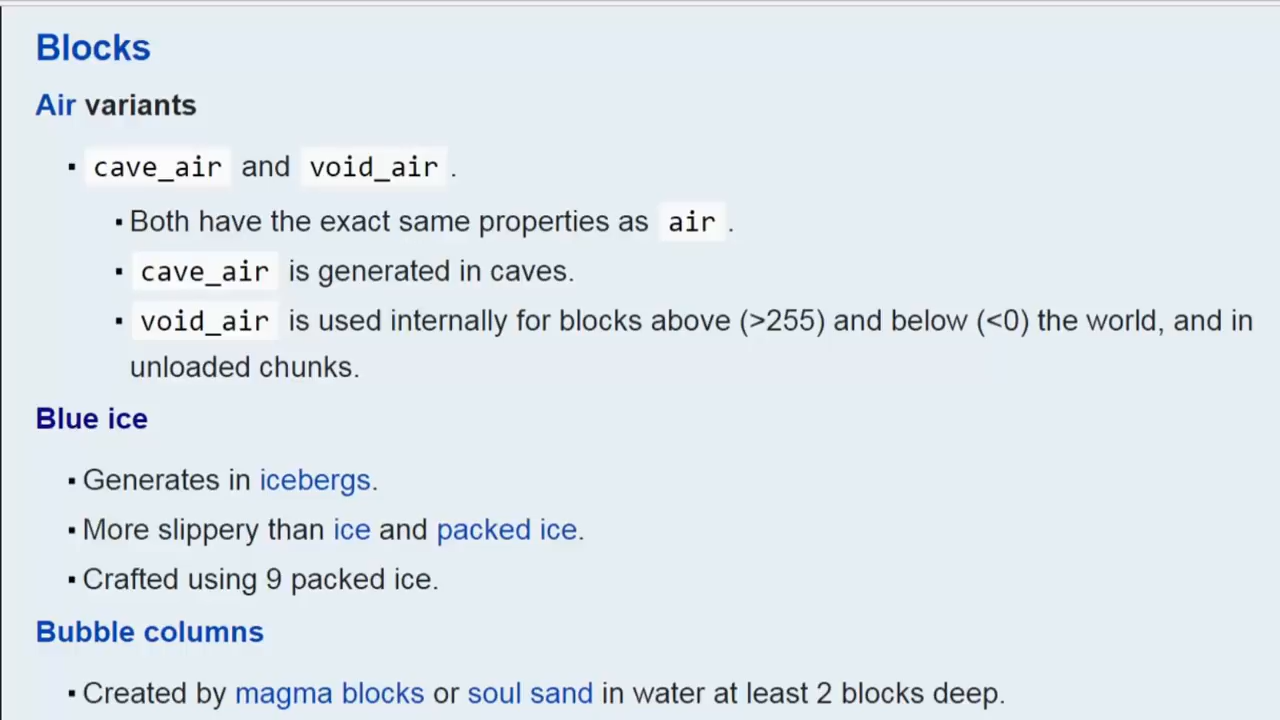 Blocks
Air variants
▪ cave_air and void_air .
▪ Both have the exact same properties as air .
▪ cave_air is generated in caves.
▪ void_air is used internally for blocks above (>255) and below (<0) the world, and in
unloaded chunks.
Blue ice
▪ Generates in icebergs.
▪ More slippery than ice and packed ice.
▪ Crafted using 9 packed ice.
Bubble columns
▪ Created by magma blocks or soul sand in water at least 2 blocks deep.